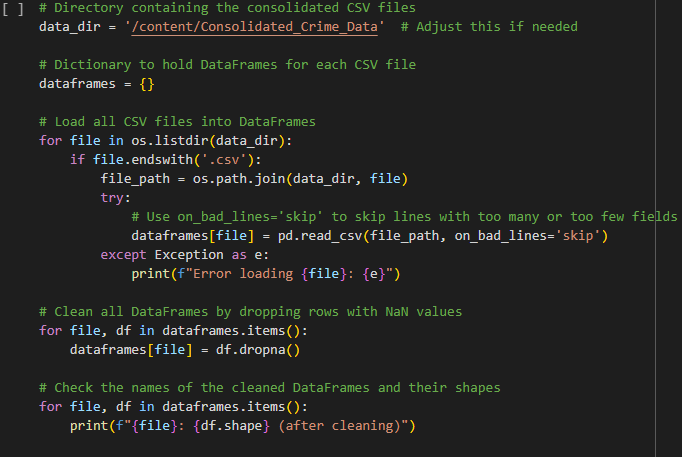 [ ] # Directory containing the consolidated CSV files
data_dir = '/content/Consolidated_Crime_Data'  # Adjust this if needed

# Dictionary to hold DataFrames for each CSV file
dataframes = {}

# Load all CSV files into DataFrames
for file in os.listdir(data_dir):
    if file.endswith('.csv'):
        file_path = os.path.join(data_dir, file)
        try:
            # Use on_bad_lines='skip' to skip lines with too many or too few fields
            dataframes[file] = pd.read_csv(file_path, on_bad_lines='skip')
        except Exception as e:
            print(f"Error loading {file}: {e}")

# Clean all DataFrames by dropping rows with NaN values
for file, df in dataframes.items():
    dataframes[file] = df.dropna()

# Check the names of the cleaned DataFrames and their shapes
for file, df in dataframes.items():
    print(f"{file}: {df.shape} (after cleaning)")